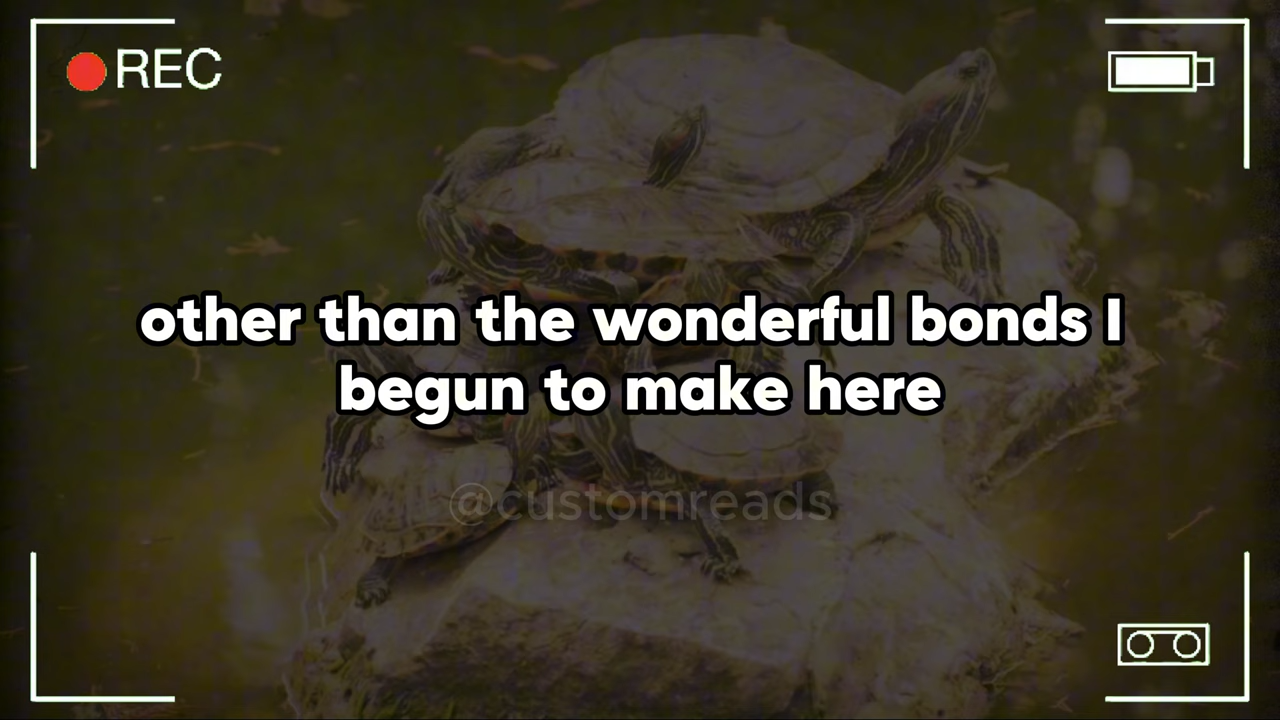 REC
other than the wonderful bonds I
begun to make here
@customreads